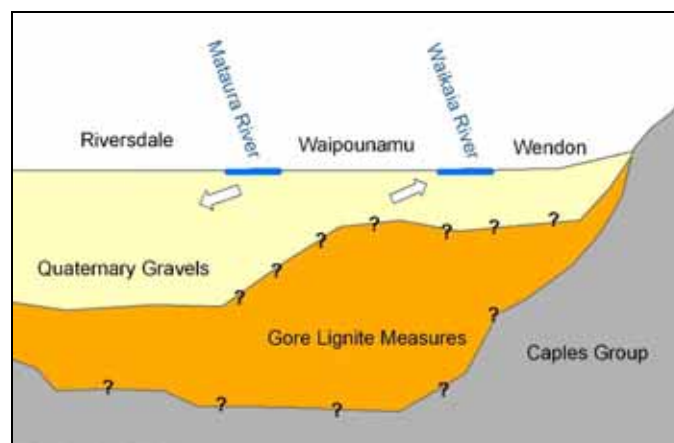 Mataura River
Waikaia River
Riversdale
Waipounamu
Wendon
? ? ? ? ? ? ?
Quaternary Gravels
?
Gore Lignite Measures
?
Caples Group
? ? ? ? ?